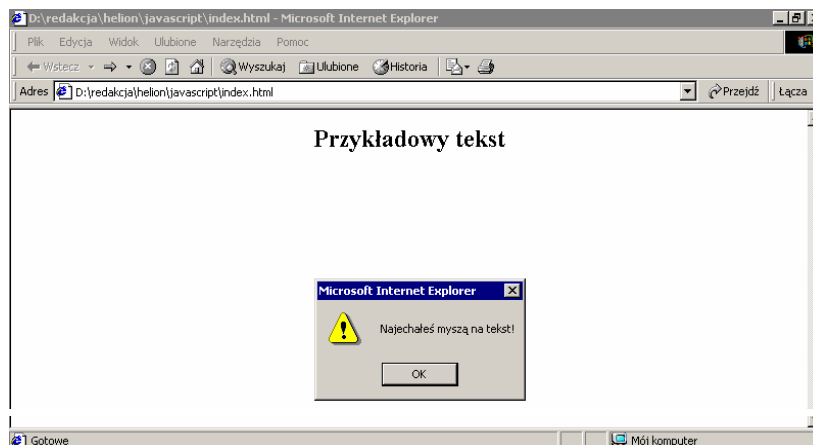 D:\redakcja\helion\javascript\index.html - Microsoft Internet Explorer
Plik Edycja Widok Ulubione Narzędzia Pomoc
Wstecz Wyszukaj Ulubione Historia
Adres D:\redakcja\helion\javascript\index.html Przejdź Łącza
Przykładowy tekst
Microsoft Internet Explorer
Najechałeś myszą na tekst!
OK
Gotowe Mój komputer